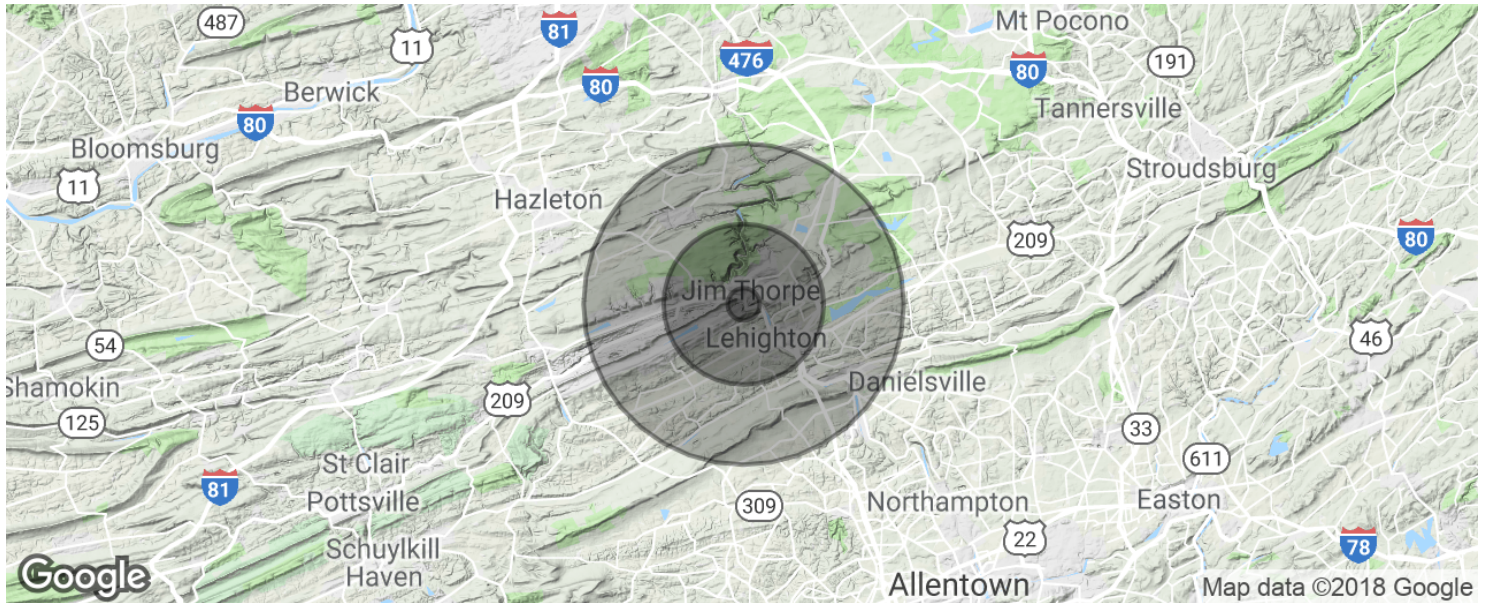 487
11
81
476
80
Mt Pocono
80
191
Berwick
80
Tannersville
80
Bloomsburg
11
Stroudsburg
Hazleton
209
80
Jim Thorpe
Lehighton
54
46
Shamokin
209
Danielsville
125
33
St Clair
611
81
Pottsville
309
Northampton
Easton
Schuylkill
Haven
22
78
Google
Allentown
Map data ©2018 Google